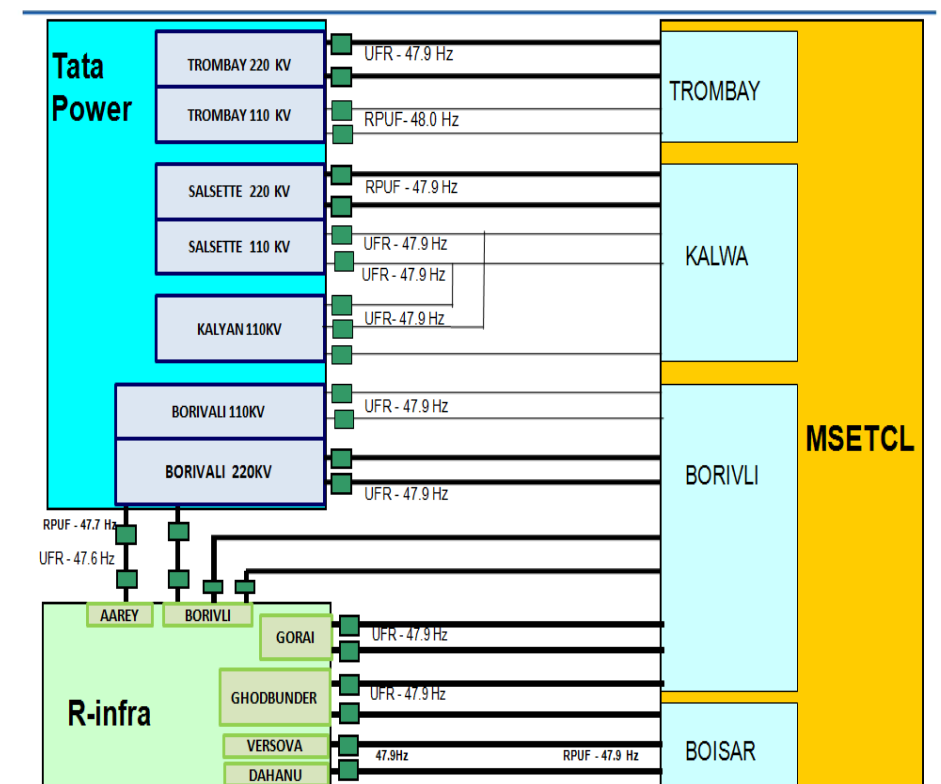 Tata
Power
TROMBAY 220 KV
UFR - 47.9 Hz
TROMBAY 110 KV
RPUF- 48.0 Hz
TROMBAY
SALSETTE 220 KV
RPUF - 47.9 Hz
SALSETTE 110 KV
UFR - 47.9 Hz
UFR - 47.9 Hz
KALWA
KALYAN 110KV
UFR- 47.9 Hz
BORIVALI 110KV
UFR - 47.9 Hz
BORIVALI 220KV
UFR - 47.9 Hz
BORIVLI
MSETCL
RPUF - 47.7 Hz
UFR - 47.6 Hz
AAREY
BORIVLI
GORAI
UFR - 47.9 Hz
GHODBUNDER
UFR - 47.9 Hz
R-infra
VERSOVA
47.9Hz
RPUF - 47.9 Hz
BOISAR
DAHANU